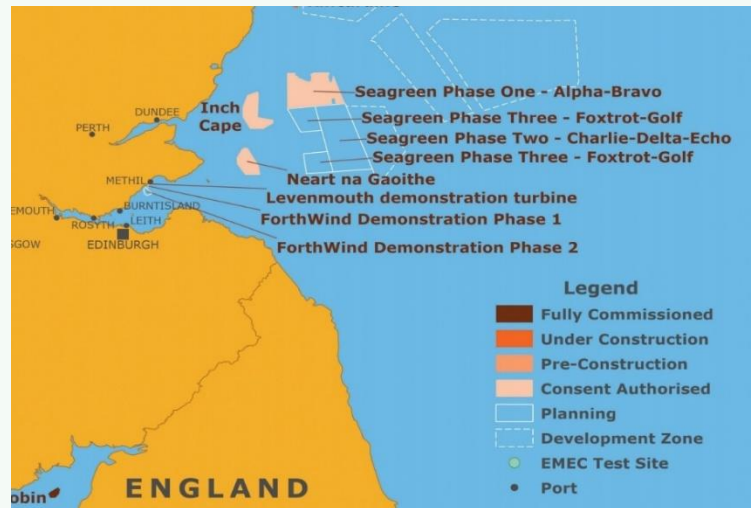 Seagreen Phase One - Alpha-Bravo
Inch
Cape
DUNDEE
Seagreen Phase Three - Foxtrot-Golf
PERTH
Seagreen Phase Two - Charlie-Delta-Echo
Seagreen Phase Three - Foxtrot-Golf
METHIL
Neart na Gaoithe
Levenmouth demonstration turbine
EMOUTH
BURNTISLAND
ForthWind Demonstration Phase 1
ROSYTH
LEITH
SGOW
EDINBURGH
ForthWind Demonstration Phase 2
Legend
Fully Commissioned
Under Construction
Pre-Construction
Consent Authorised
Planning
Development Zone
EMEC Test Site
Port
obin
ENGLAND